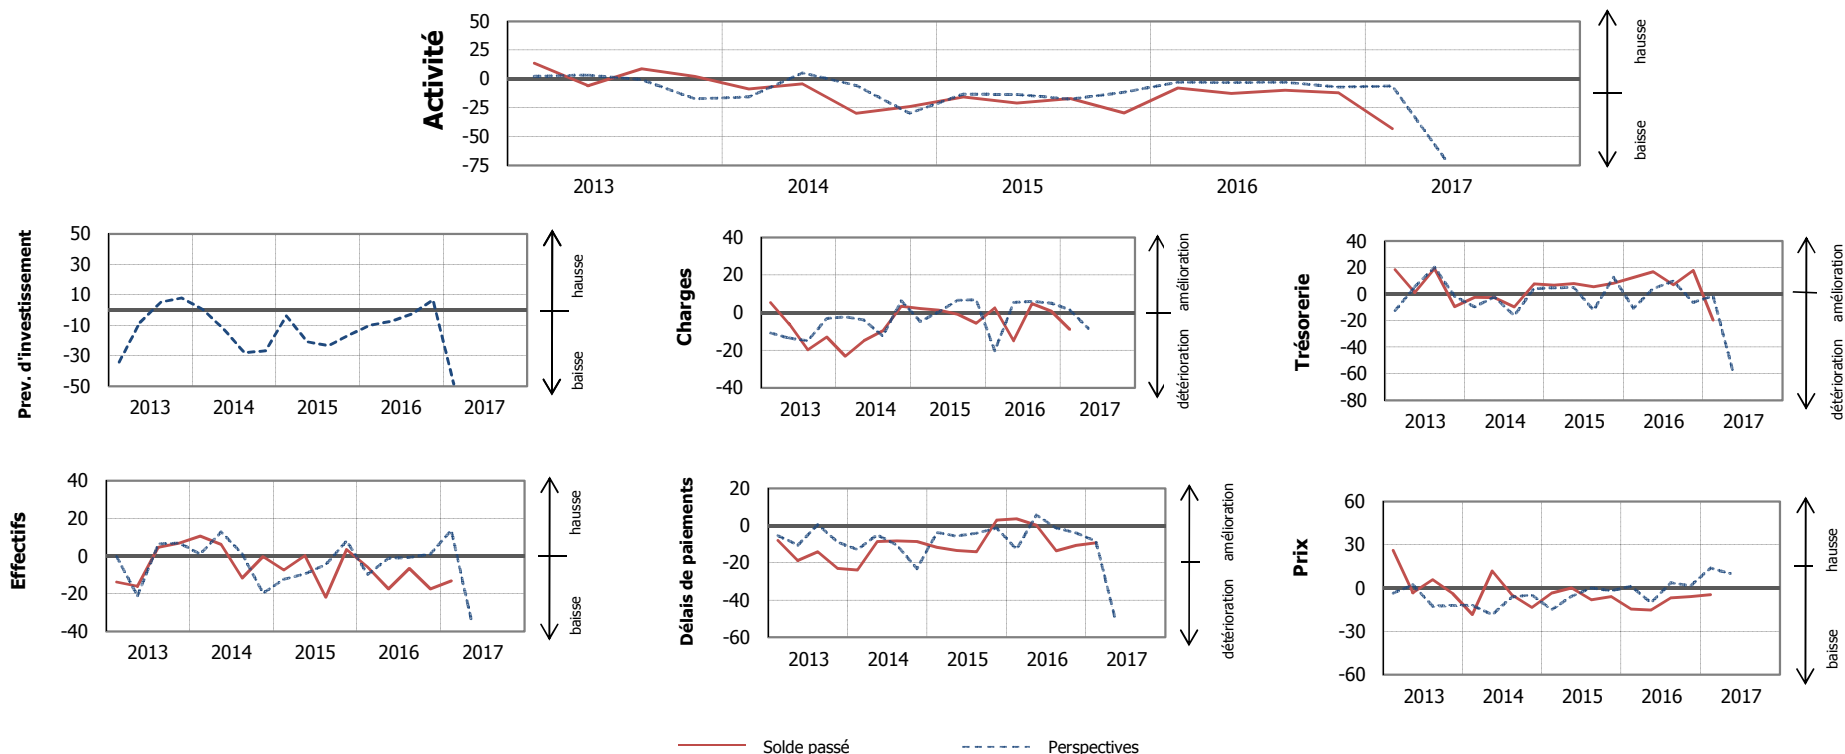 Activité
50
25
0
-25
-50
-75
2013 2014 2015 2016 2017
hausse
baisse
Prev. d'investissement
50
30
10
-10
-30
-50
2013 2014 2015 2016 2017
hausse
baisse
Charges
40
20
0
-20
-40
2013 2014 2015 2016 2017
amélioration
détérioration
Trésorerie
40
20
0
-20
-40
-60
-80
2013 2014 2015 2016 2017
amélioration
détérioration
Effectifs
40
20
0
-20
-40
2013 2014 2015 2016 2017
hausse
baisse
Délais de paiements
20
0
-20
-40
-60
2013 2014 2015 2016 2017
amélioration
détérioration
Prix
60
30
0
-30
-60
2013 2014 2015 2016 2017
hausse
baisse
Solde passé Perspectives